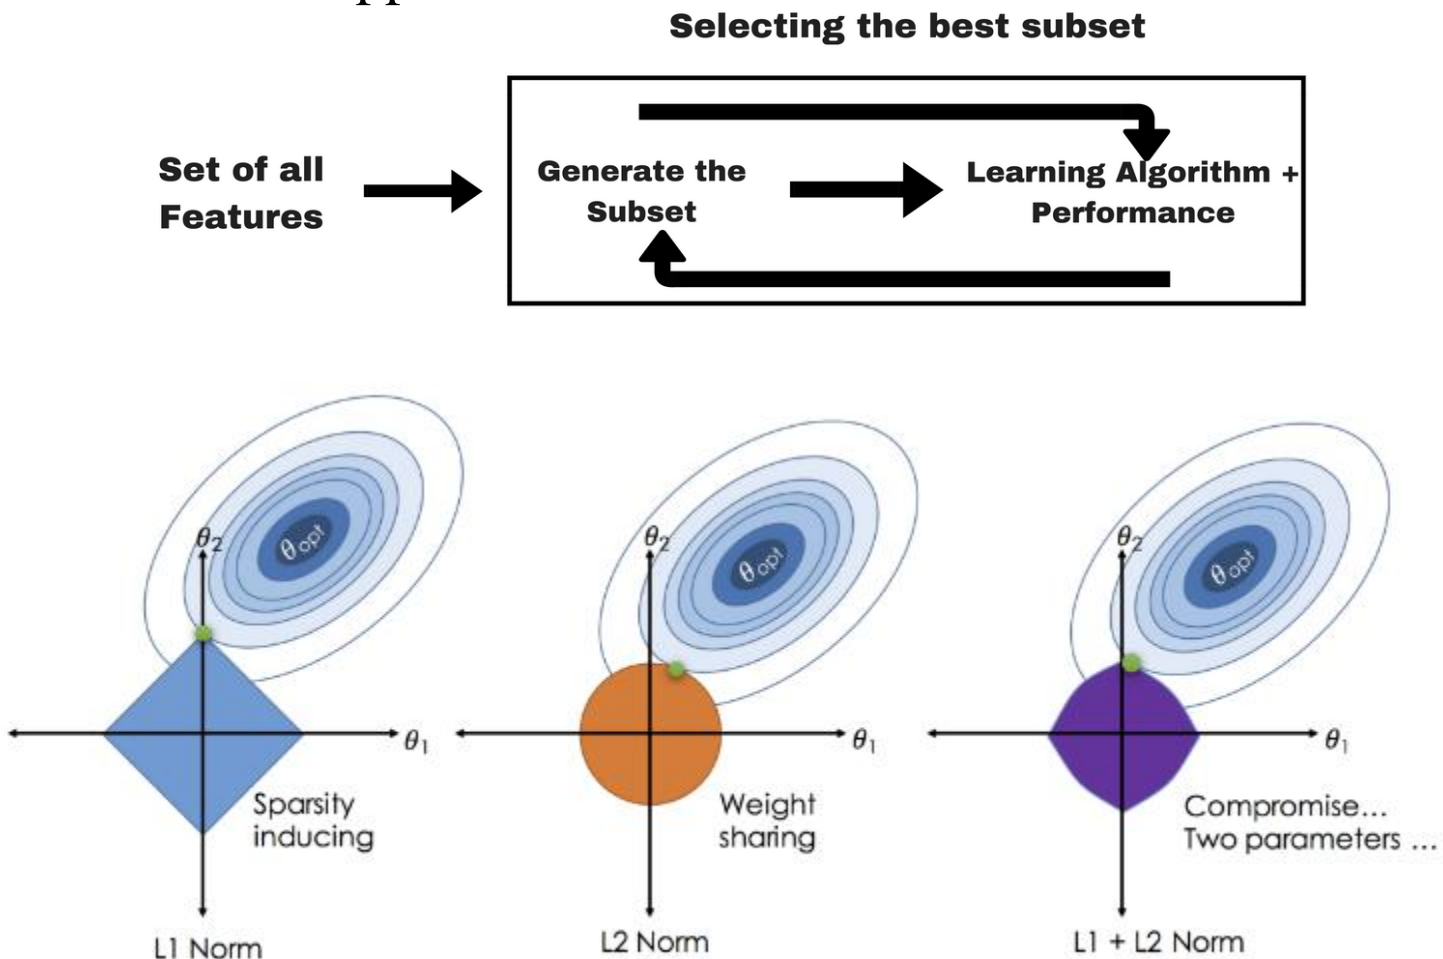 Selecting the best subset
Set of all
Features
Generate the
Subset
Learning Algorithm +
Performance
θ2
θopt
θ1
Sparsity
inducing
L1 Norm
θ2
θopt
θ1
Weight
sharing
L2 Norm
θ2
θopt
θ1
Compromise...
Two parameters ...
L1 + L2 Norm